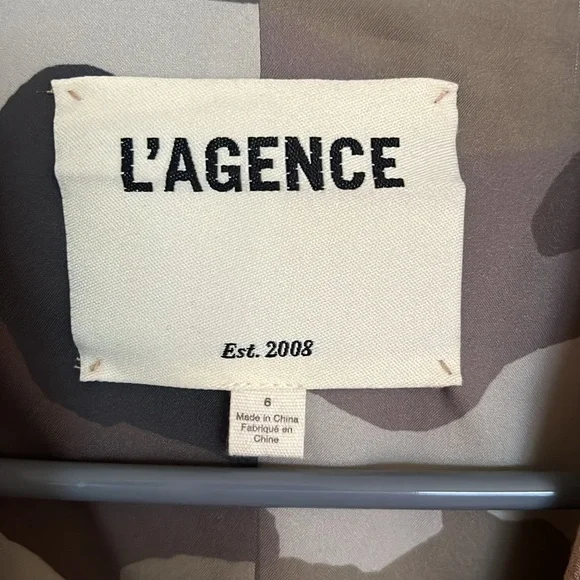 L'AGENCE
Est. 2008
6
Made in China
Fabriqué en
Chine